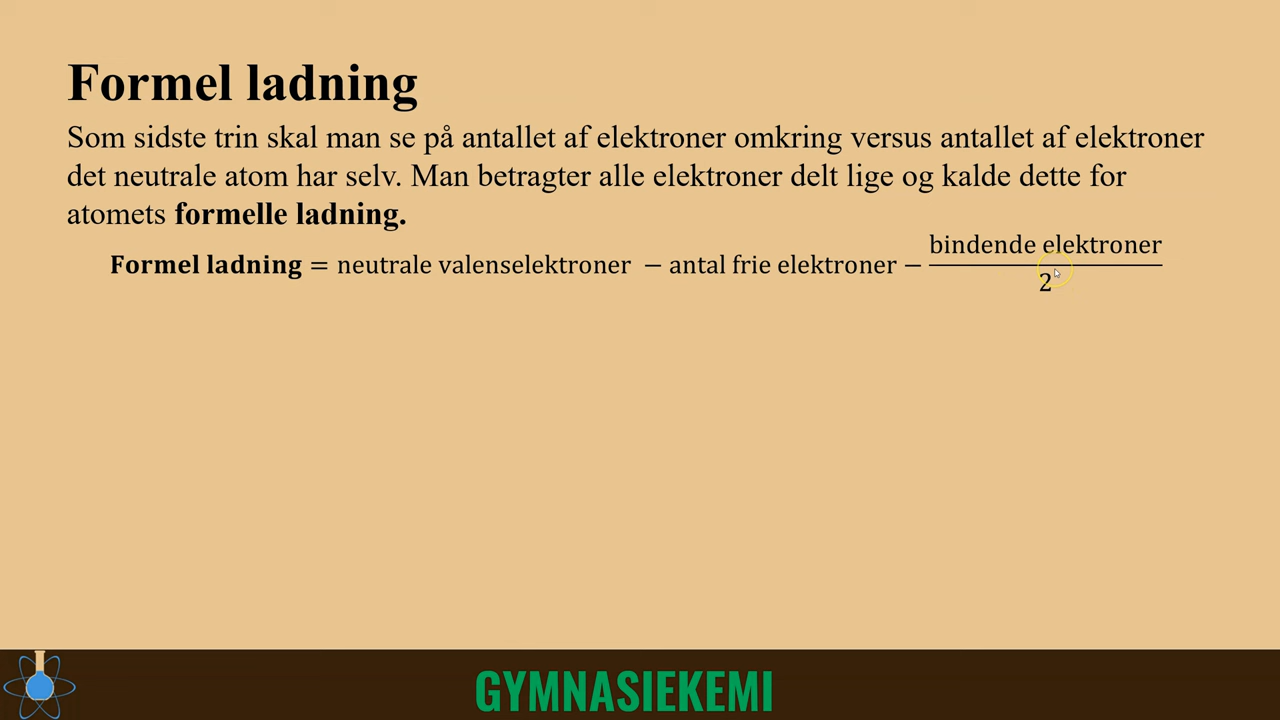 Formel ladning
Som sidste trin skal man se på antallet af elektroner omkring versus antallet af elektroner
det neutrale atom har selv. Man betragter alle elektroner delt lige og kalde dette for
atomets formelle ladning.
Formel ladning = neutrale valenselektroner − antal frie elektroner − bindende elektroner / 2
GYMNASIEKEMI